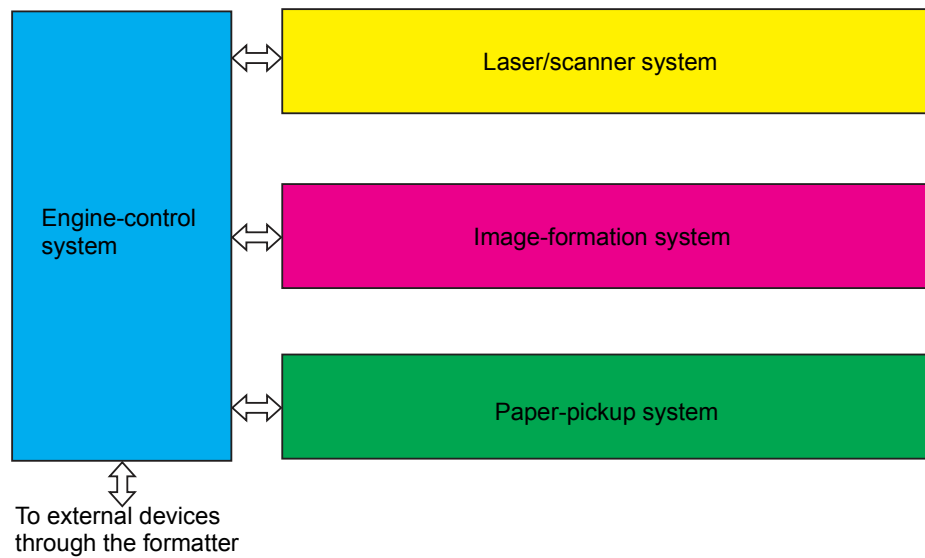 Laser/scanner system
Engine-control
system
Image-formation system
Paper-pickup system
To external devices
through the formatter